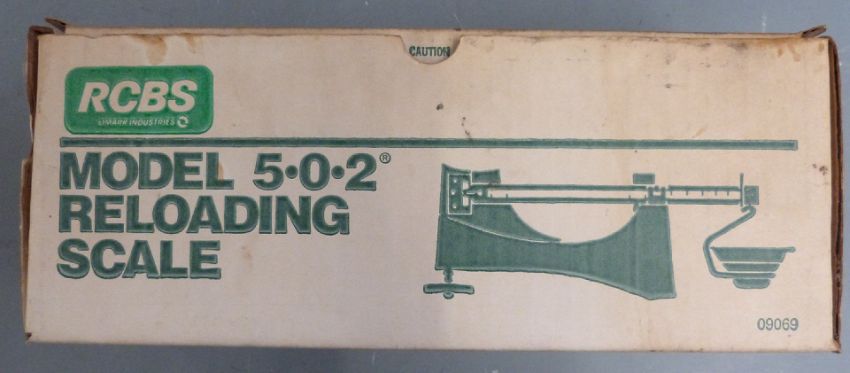 CAUTION
RCBS
OMARK INDUSTRIES
MODEL 5•0•2®
RELOADING
SCALE
09069